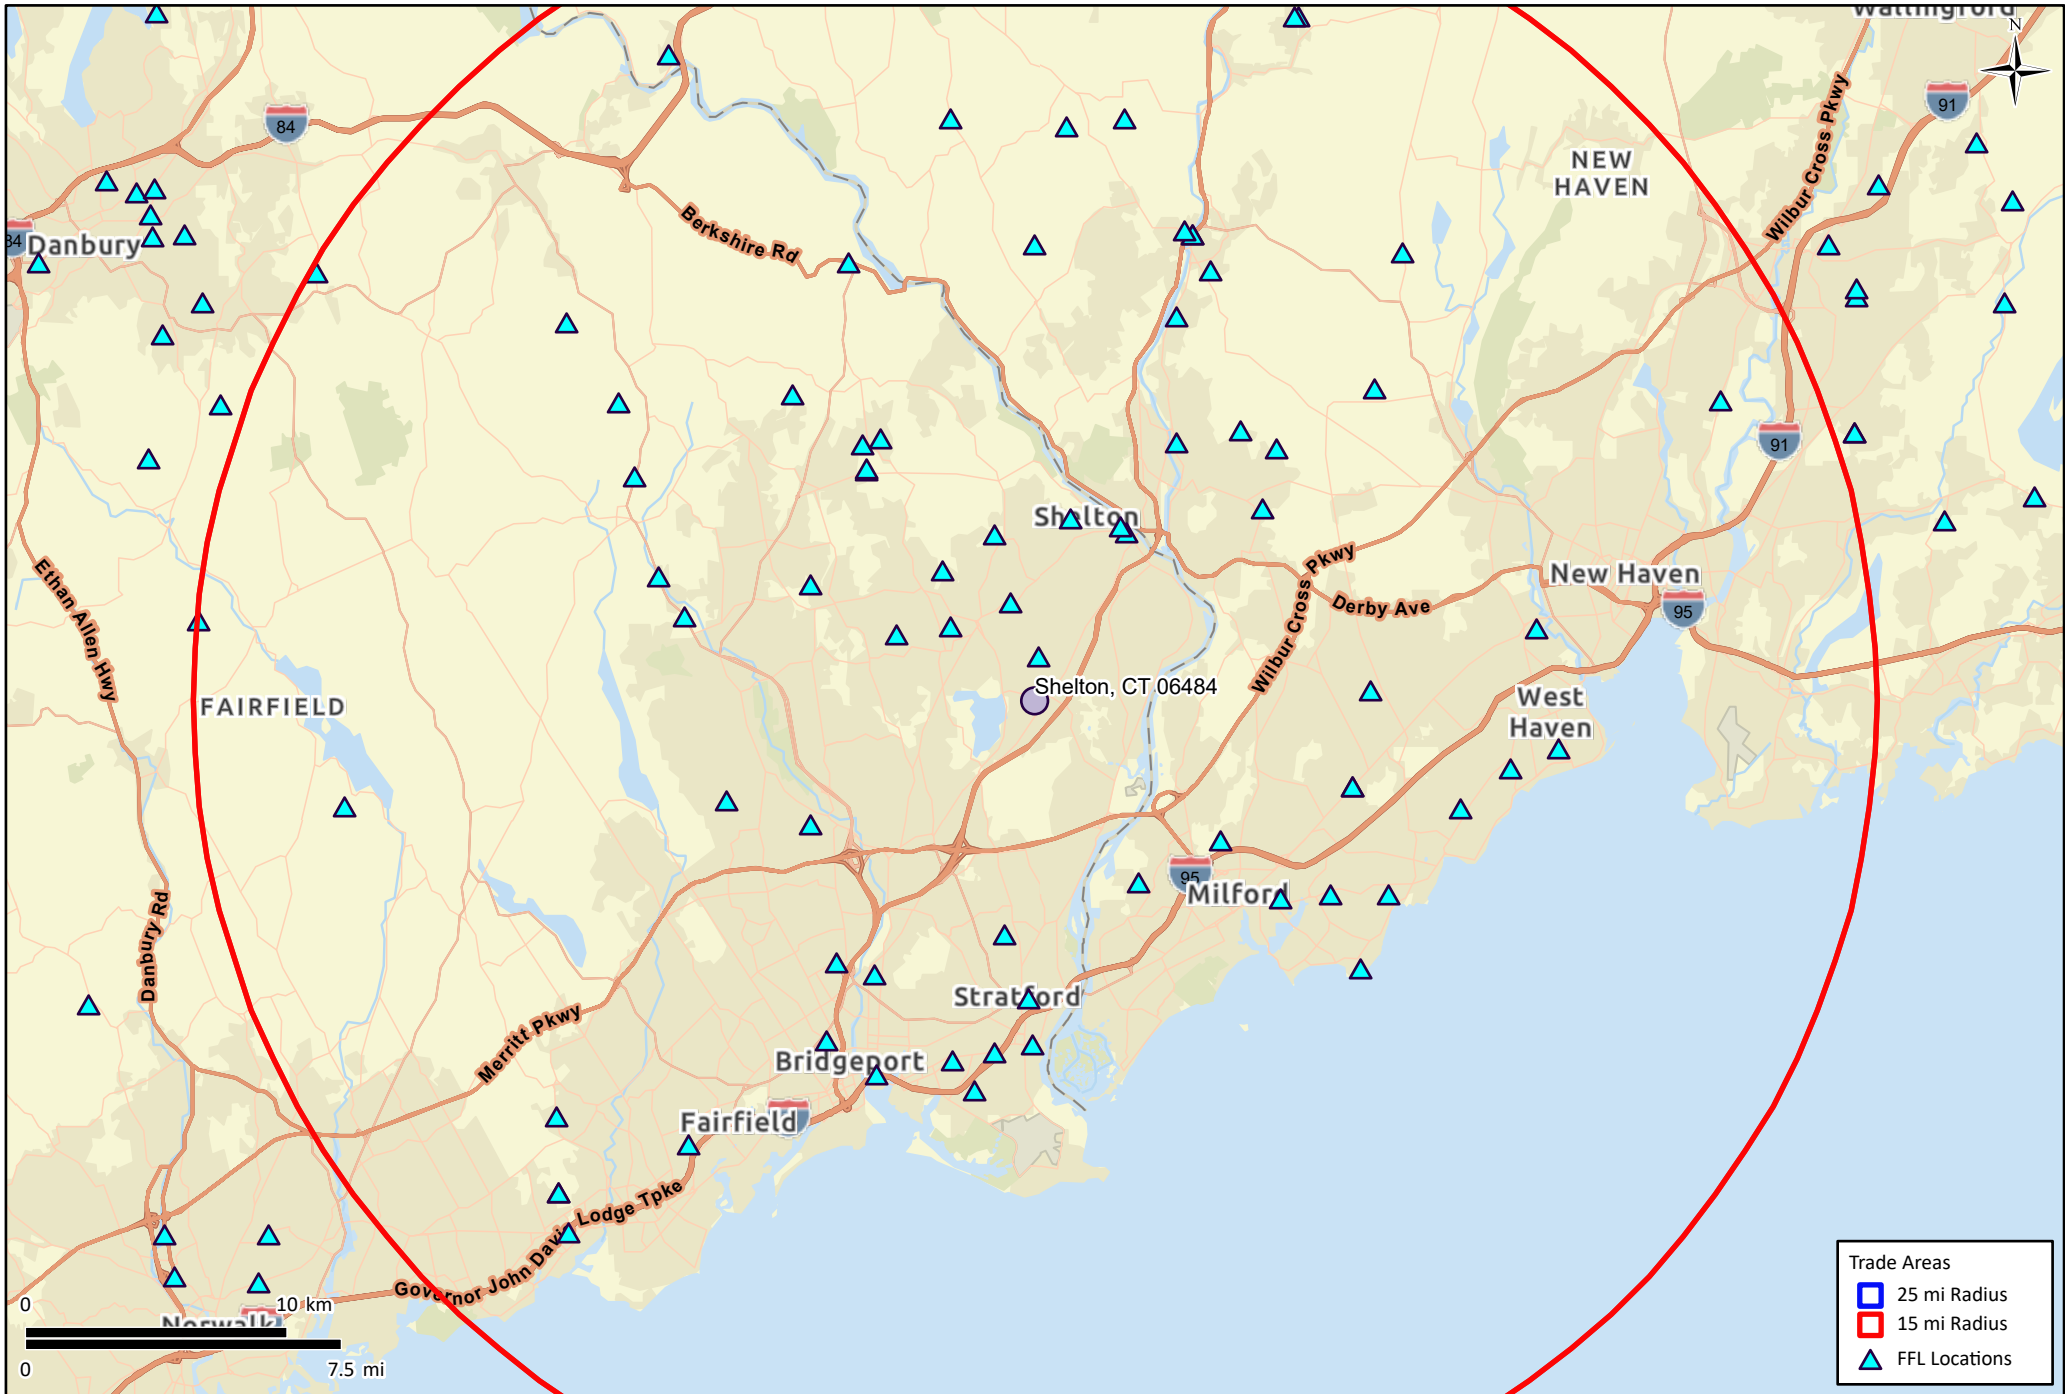 Wallingford
N
84
91
NEW
HAVEN
Wilbur Cross Pkwy
Berkshire Rd
84
Danbury
91
Shelton
Ethan Allen Hwy
Wilbur Cross Pkwy
New Haven
Derby Ave
95
Shelton, CT 06484
FAIRFIELD
West
Haven
95
Milford
Danbury Rd
Stratford
Merritt Pkwy
Bridgeport
Fairfield
Governor John Davis Lodge Tpke
Norwalk
0
10 km
0
7.5 mi
Trade Areas
25 mi Radius
15 mi Radius
FFL Locations